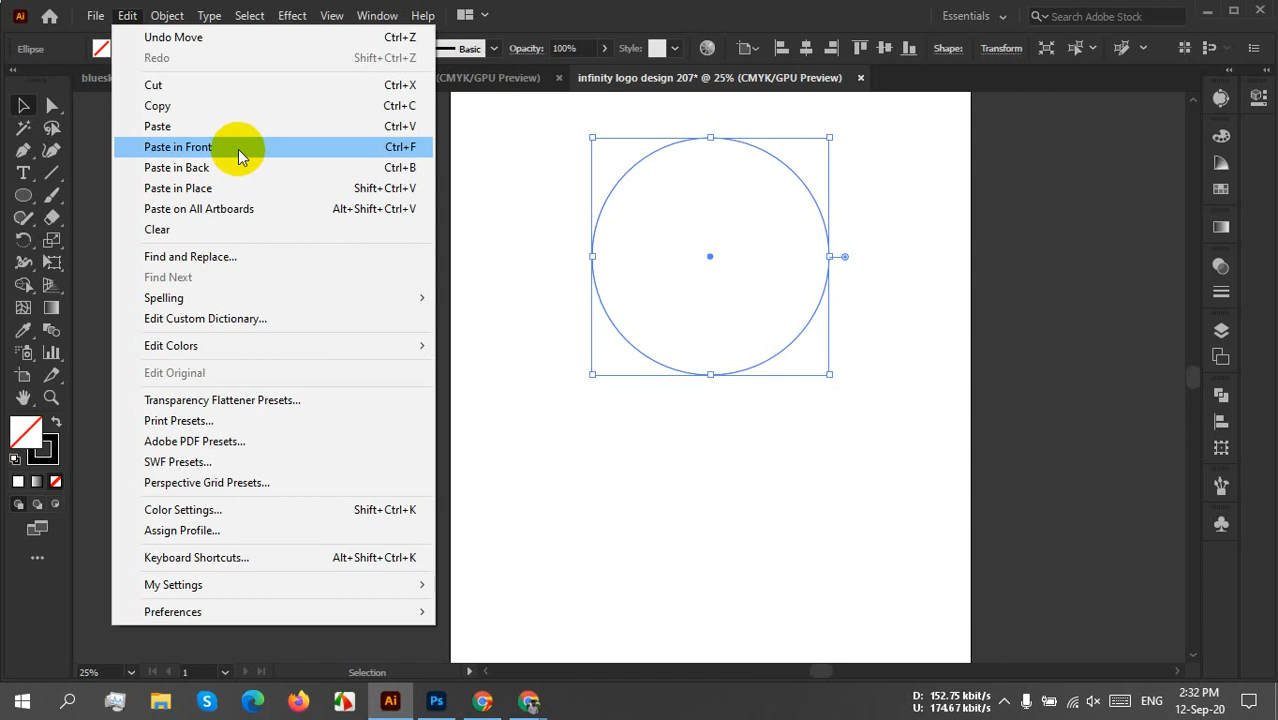 Ai File Edit Object Type Select Effect View Window Help Essentials Adobe Stock
Ellipse Basic Opacity: 100% Style: Shape: Transform
bluesk (CMYK/GPU Preview) × infinity logo design 207* @ 25% (CMYK/GPU Preview) ×
Undo Move Ctrl+Z
Redo Shift+Ctrl+Z
Cut Ctrl+X
Copy Ctrl+C
Paste Ctrl+V
Paste in Front Ctrl+F
Paste in Back Ctrl+B
Paste in Place Shift+Ctrl+V
Paste on All Artboards Alt+Shift+Ctrl+V
Clear
Find and Replace...
Find Next
Spelling
Edit Custom Dictionary...
Edit Colors
Edit Original
Transparency Flattener Presets...
Print Presets...
Adobe PDF Presets...
SWF Presets...
Perspective Grid Presets...
Color Settings... Shift+Ctrl+K
Assign Profile...
Keyboard Shortcuts... Alt+Shift+Ctrl+K
My Settings
Preferences
25% 1 Selection
Ai Ps D: 152.75 kbit/s ENG 2:32 PM
U: 174.67 kbit/s 12-Sep-20